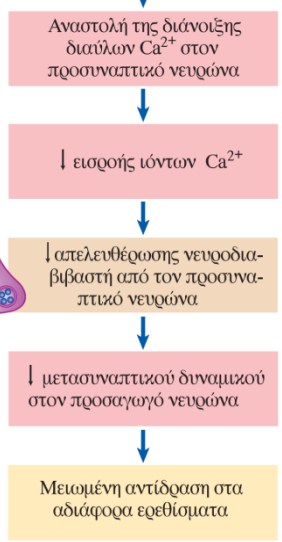 Αναστολή της διάνοιξης
διαύλων Ca²⁺ στον
προσυναπτικό νευρώνα
↓ εισροής ιόντων Ca²⁺
↓απελευθέρωσης νευροδια-
βιβαστή από τον προσυνα-
πτικό νευρώνα
↓ μετασυναπτικού δυναμικού
στον προσαγωγό νευρώνα
Μειωμένη αντίδραση στα
αδιάφορα ερεθίσματα